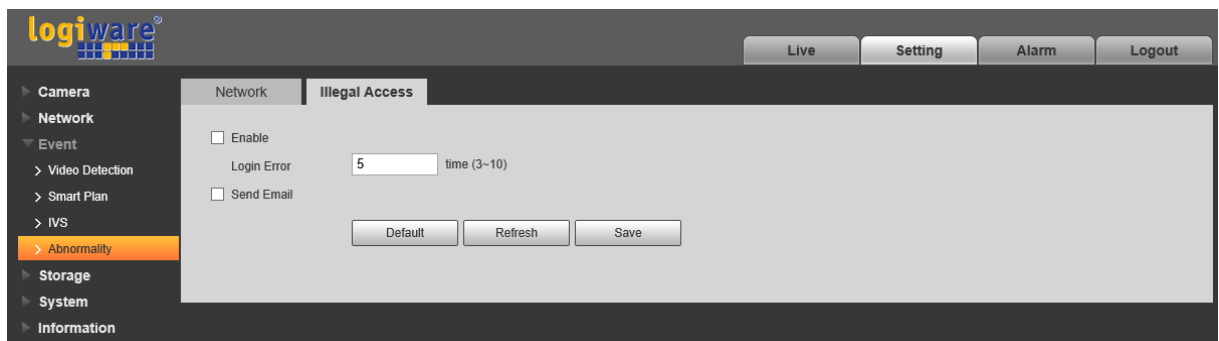 logiware®
Live Setting Alarm Logout
Camera
Network
Event
Video Detection
Smart Plan
IVS
Abnormality
Storage
System
Information
Network Illegal Access
Enable
Login Error 5 time (3~10)
Send Email
Default Refresh Save